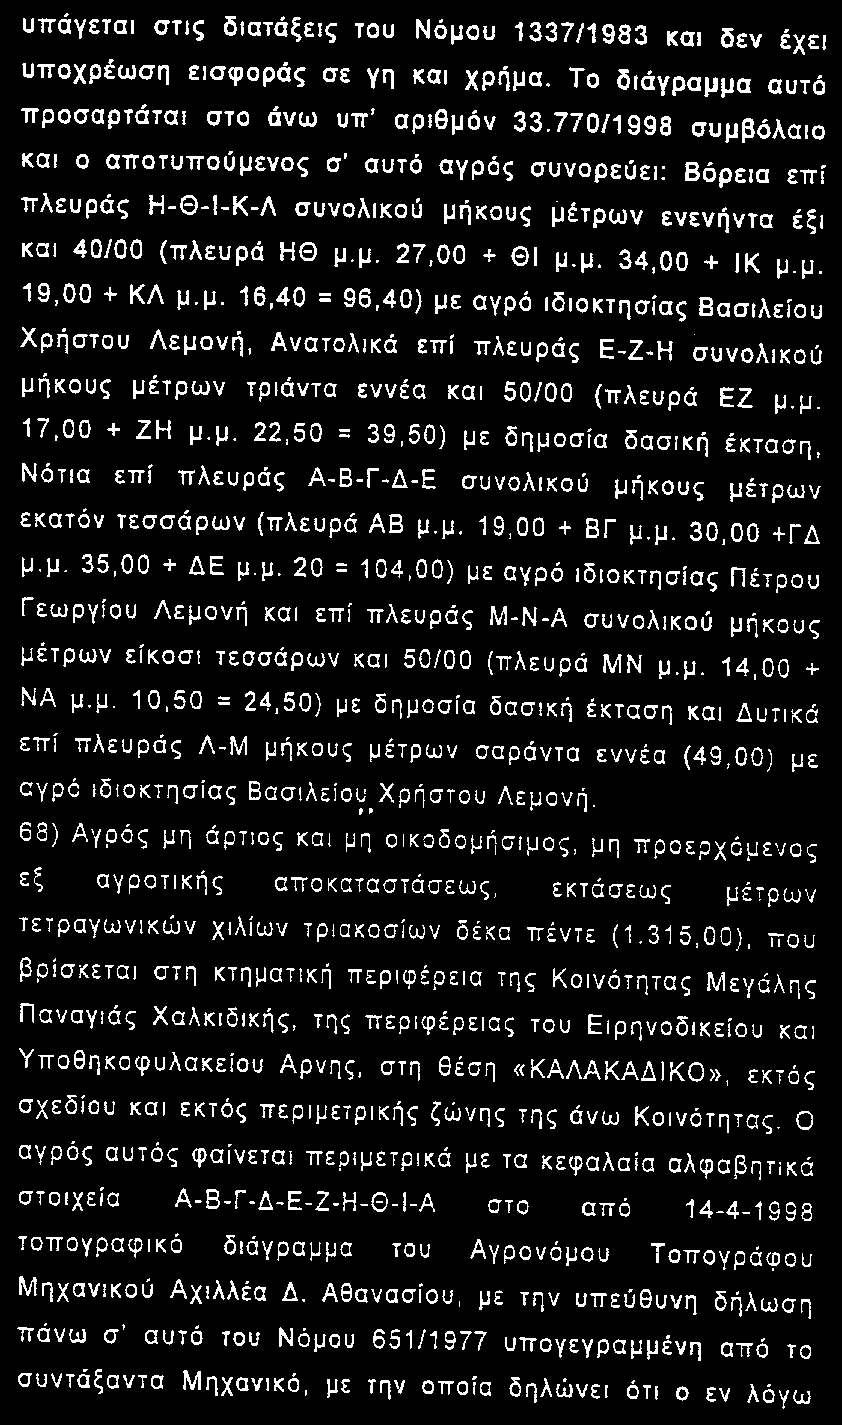 υπάγεται στις διατάξεις του Νόμου 1337/1983 και δεν έχει
υποχρέωση εισφοράς σε γη και χρήμα. Το διάγραμμα αυτό
προσαρτάται στο άνω υπ' αριθμόν 33.770/1998 συμβόλαιο
και ο αποτυπούμενος σ' αυτό αγρός συνορεύει: Βόρεια επί
πλευράς Η-Θ-Ι-Κ-Λ συνολικού μήκους μέτρων ενενήντα έξι
και 40/00 (πλευρά ΗΘ μ.μ. 27,00 + ΘΙ μ.μ. 34,00 + ΙΚ μ.μ.
19,00 + ΚΛ μ.μ. 16,40 = 96,40) με αγρό ιδιοκτησίας Βασιλείου
Χρήστου Λεμονή, Ανατολικά επί πλευράς Ε-Ζ-Η συνολικού
μήκους μέτρων τριάντα εννέα και 50/00 (πλευρά ΕΖ μ.μ.
17,00 + ΖΗ μ.μ. 22,50 = 39,50) με δημοσία δασική έκταση,
Νότια επί πλευράς Α-Β-Γ-Δ-Ε συνολικού μήκους μέτρων
εκατόν τεσσάρων (πλευρά ΑΒ μ.μ. 19,00 + ΒΓ μ.μ. 30,00 +ΓΔ
μ.μ. 35,00 + ΔΕ μ.μ. 20 = 104,00) με αγρό ιδιοκτησίας Πέτρου
Γεωργίου Λεμονή και επί πλευράς Μ-Ν-Α συνολικού μήκους
μέτρων είκοσι τεσσάρων και 50/00 (πλευρά ΜΝ μ.μ. 14,00 +
ΝΑ μ.μ. 10,50 = 24,50) με δημοσία δασική έκταση και Δυτικά
επί πλευράς Λ-Μ μήκους μέτρων σαράντα εννέα (49,00) με
αγρό ιδιοκτησίας Βασιλείου Χρήστου Λεμονή.
68) Αγρός μη άρτιος και μη οικοδομήσιμος, μη προερχόμενος
εξ αγροτικής αποκαταστάσεως, εκτάσεως μέτρων
τετραγωνικών χιλίων τριακοσίων δέκα πέντε (1.315,00), που
βρίσκεται στη κτηματική περιφέρεια της Κοινότητας Μεγάλης
Παναγιάς Χαλκιδικής, της περιφέρειας του Ειρηνοδικείου και
Υποθηκοφυλακείου Αρνης, στη θέση «ΚΑΛΑΚΑΔΙΚΟ», εκτός
σχεδίου και εκτός περιμετρικής ζώνης της άνω Κοινότητας. Ο
αγρός αυτός φαίνεται περιμετρικά με τα κεφαλαία αλφαβητικά
στοιχεία Α-Β-Γ-Δ-Ε-Ζ-Η-Θ-Ι-Α στο από 14-4-1998
τοπογραφικό διάγραμμα του Αγρονόμου Τοπογράφου
Μηχανικού Αχιλλέα Δ. Αθανασίου, με την υπεύθυνη δήλωση
πάνω σ' αυτό του Νόμου 651/1977 υπογεγραμμένη από το
συντάξαντα Μηχανικό, με την οποία δηλώνει ότι ο εν λόγω